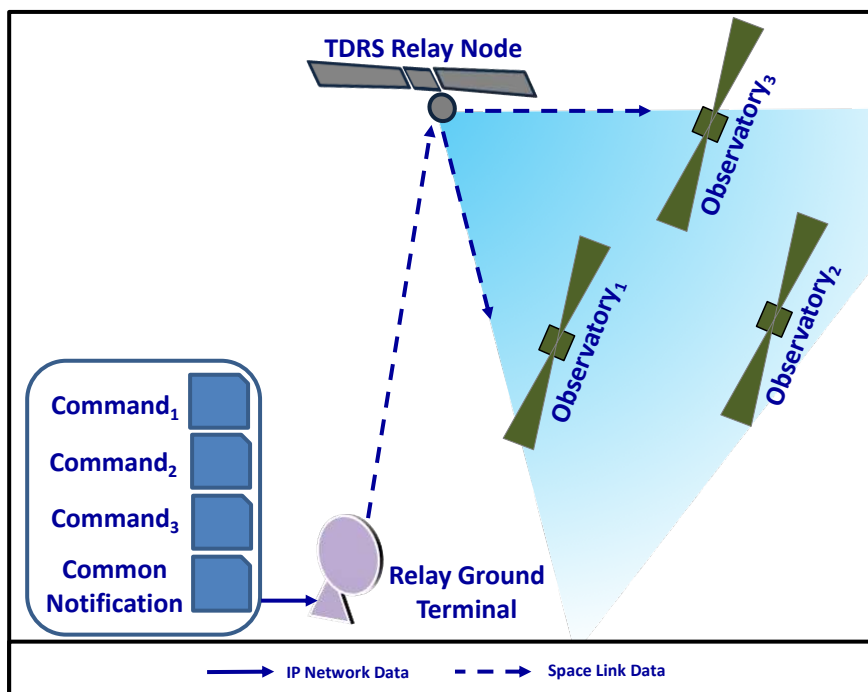 TDRS Relay Node
Observatory₃
Observatory₁
Observatory₂
Command₁
Command₂
Command₃
Common
Notification
Relay Ground
Terminal
IP Network Data
Space Link Data